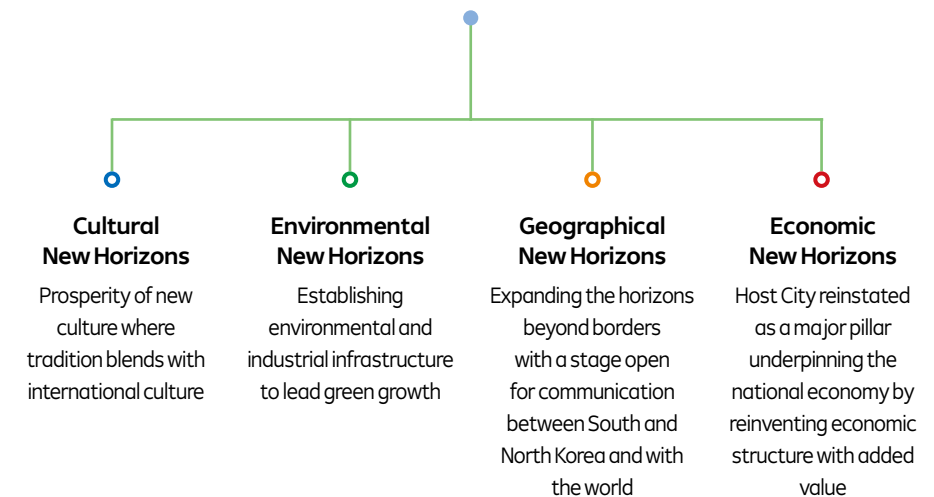 Cultural
New Horizons
Prosperity of new
culture where
tradition blends with
international culture
Environmental
New Horizons
Establishing
environmental and
industrial infrastructure
to lead green growth
Geographical
New Horizons
Expanding the horizons
beyond borders
with a stage open
for communication
between South and
North Korea and with
the world
Economic
New Horizons
Host City reinstated
as a major pillar
underpinning the
national economy by
reinventing economic
structure with added
value